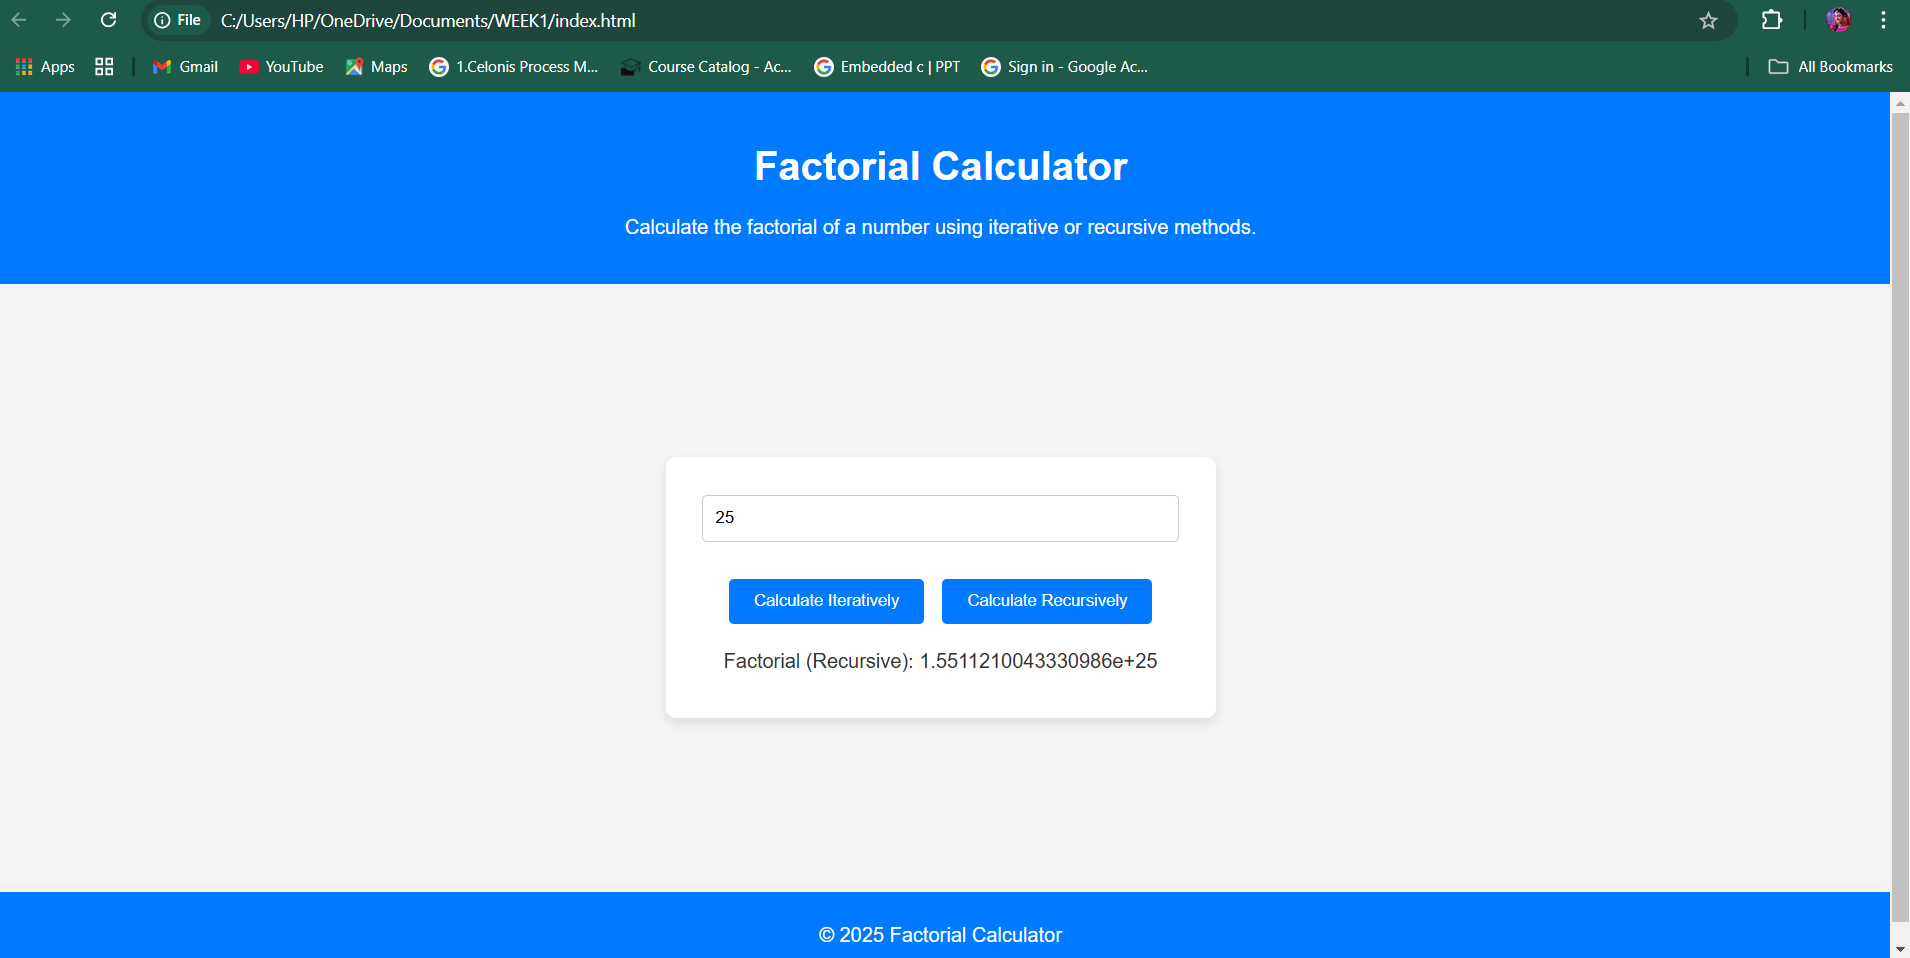 File C:/Users/HP/OneDrive/Documents/WEEK1/index.html
Apps Gmail YouTube Maps 1.Celonis Process M... Course Catalog - Ac... Embedded c | PPT Sign in - Google Ac... All Bookmarks
Factorial Calculator
Calculate the factorial of a number using iterative or recursive methods.
25
Calculate Iteratively Calculate Recursively
Factorial (Recursive): 1.5511210043330986e+25
© 2025 Factorial Calculator